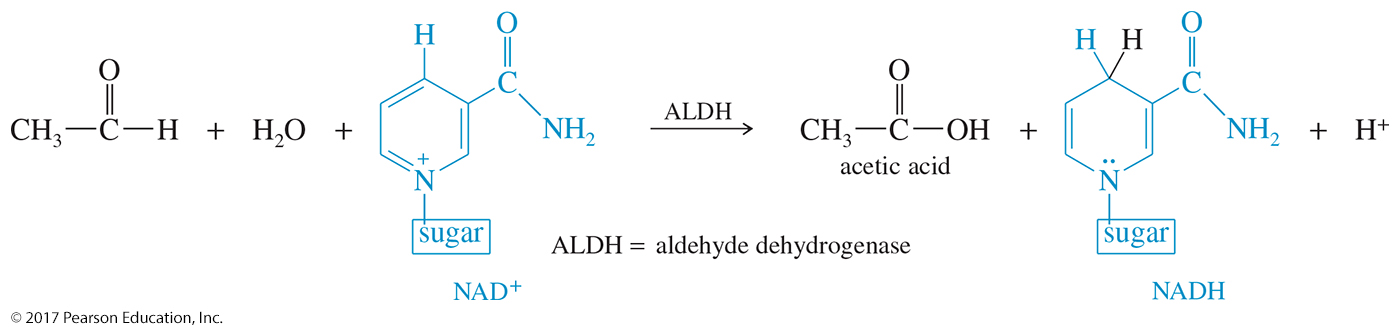 O
H
O
O
H H
O
C
C
CH₃—C—H + H₂O +
NH₂
ALDH
CH₃—C—OH +
NH₂ + H⁺
acetic acid
+
N
N
sugar
ALDH = aldehyde dehydrogenase
sugar
NAD⁺
NADH
© 2017 Pearson Education, Inc.